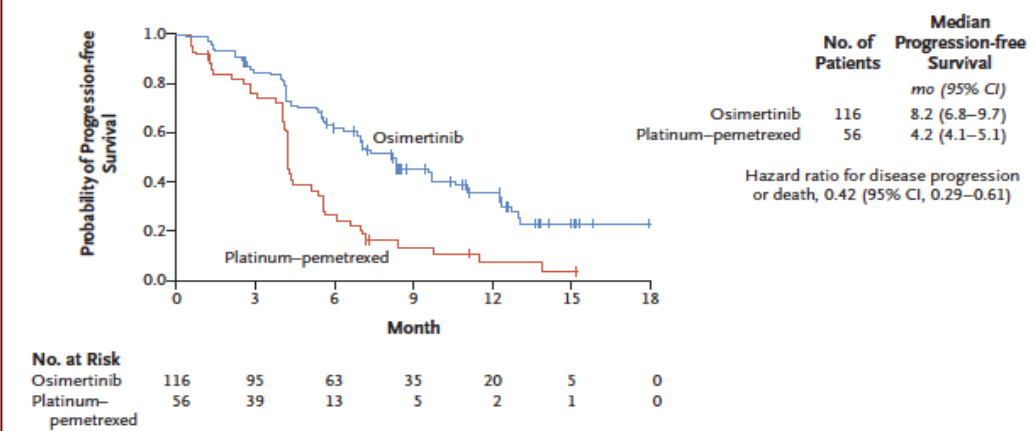 Probability of Progression-free
Survival
1.0
0.8
0.6
0.4
0.2
0.0
Osimertinib
Platinum–pemetrexed
0 3 6 9 12 15 18
Month
Median
No. of Progression-free
Patients Survival
mo (95% CI)
Osimertinib 116 8.2 (6.8–9.7)
Platinum–pemetrexed 56 4.2 (4.1–5.1)
Hazard ratio for disease progression
or death, 0.42 (95% CI, 0.29–0.61)
No. at Risk
Osimertinib 116 95 63 35 20 5 0
Platinum– 56 39 13 5 2 1 0
pemetrexed